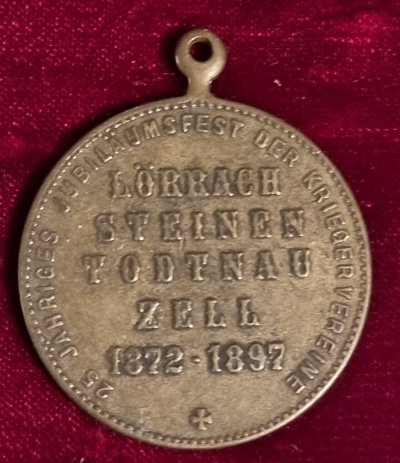 25 JÄHRIGES JUBILÄUMSFEST DER KRIEGERVEREINE
LÖRRACH
STEINEN
TODTNAU
ZELL
1872-1897